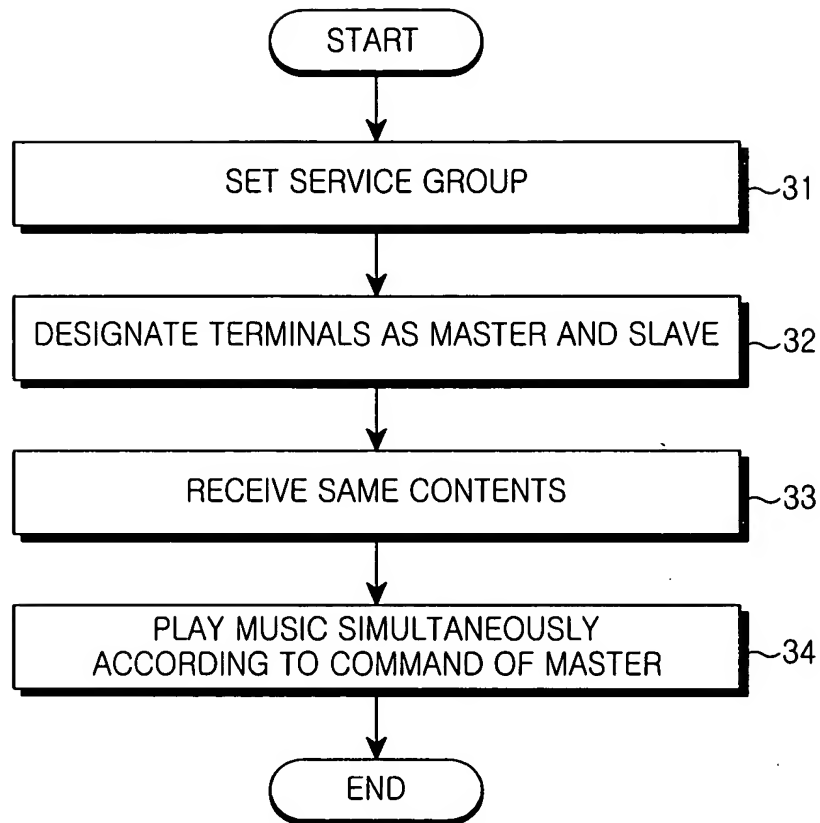 START
SET SERVICE GROUP
~31
DESIGNATE TERMINALS AS MASTER AND SLAVE
~32
RECEIVE SAME CONTENTS
~33
PLAY MUSIC SIMULTANEOUSLY
ACCORDING TO COMMAND OF MASTER
~34
END